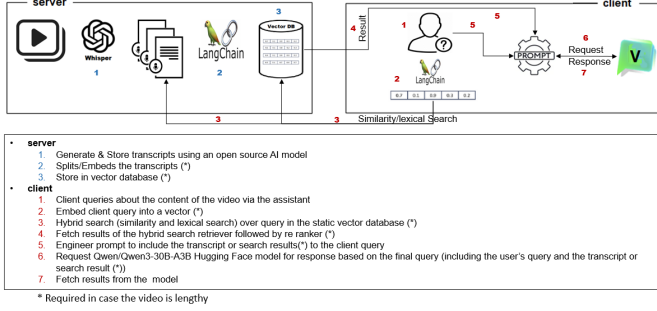 server
client
3
Vector DB
Result
4
1
5
5
6
Whisper
1
LangChain
2
2
LangChain
PROMPT
Request
Response
7
V
0.7 0.1 0.9 0.3 0.2
3
3
Similarity/lexical Search
• server
1. Generate & Store transcripts using an open source AI model
2. Splits/Embeds the transcripts (*)
3. Store in vector database (*)
• client
1. Client queries about the content of the video via the assistant
2. Embed client query into a vector (*)
3. Hybrid search (similarity and lexical search) over query in the static vector database (*)
4. Fetch results of the hybrid search retriever followed by re ranker (*)
5. Engineer prompt to include the transcript or search results(*) to the client query
6. Request Qwen/Qwen3-30B-A3B Hugging Face model for response based on the final query (including the user's query and the transcript or
search result (*))
7. Fetch results from the model
* Required in case the video is lengthy